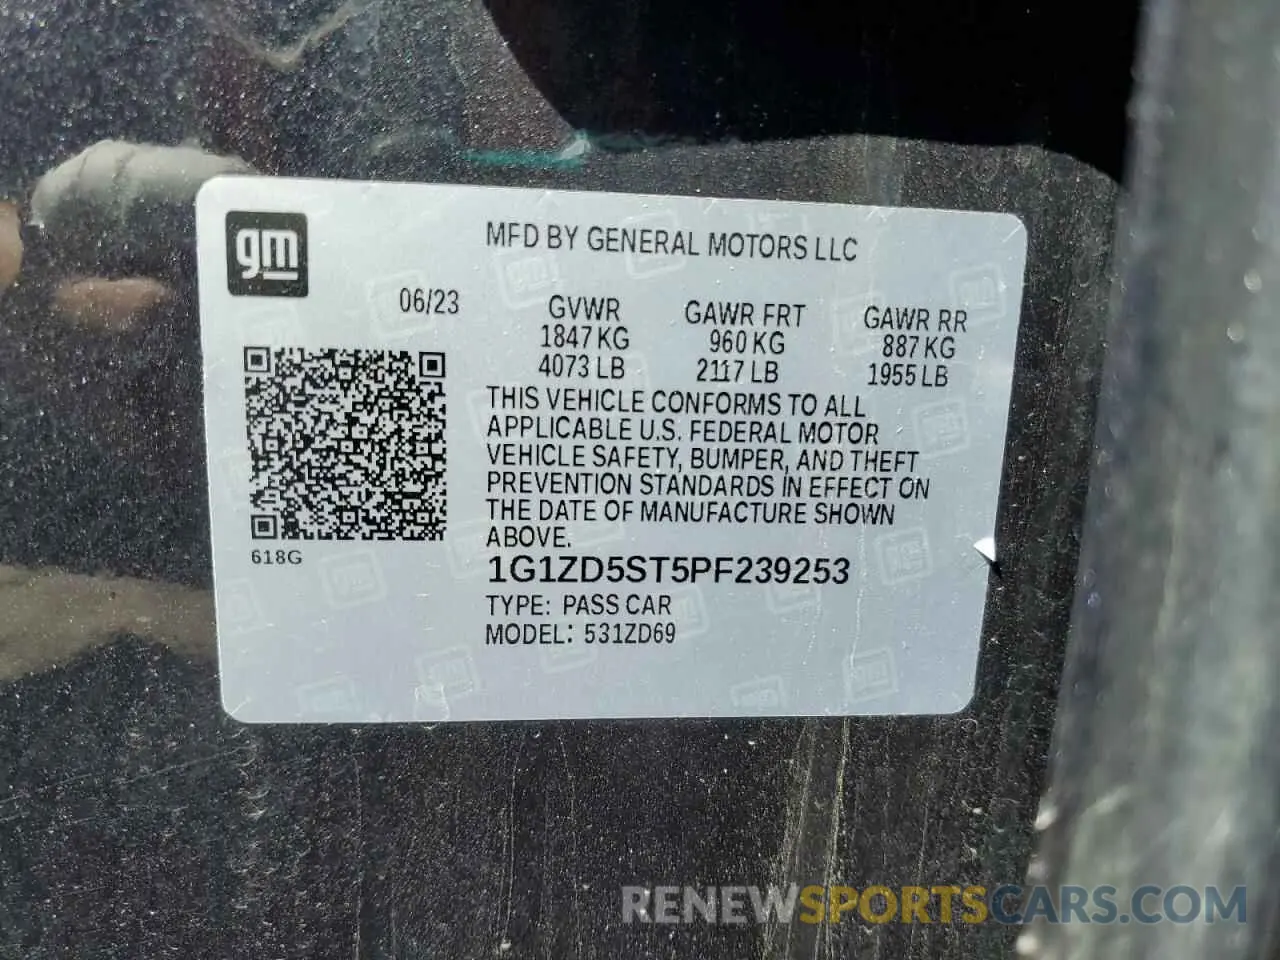 gm
MFD BY GENERAL MOTORS LLC
06/23
GVWR GAWR FRT GAWR RR
1847 KG 960 KG 887 KG
4073 LB 2117 LB 1955 LB
THIS VEHICLE CONFORMS TO ALL
APPLICABLE U.S. FEDERAL MOTOR
VEHICLE SAFETY, BUMPER, AND THEFT
PREVENTION STANDARDS IN EFFECT ON
THE DATE OF MANUFACTURE SHOWN
ABOVE.
618G
1G1ZD5ST5PF239253
TYPE: PASS CAR
MODEL: 531ZD69
RENEWSPORTSCARS.COM